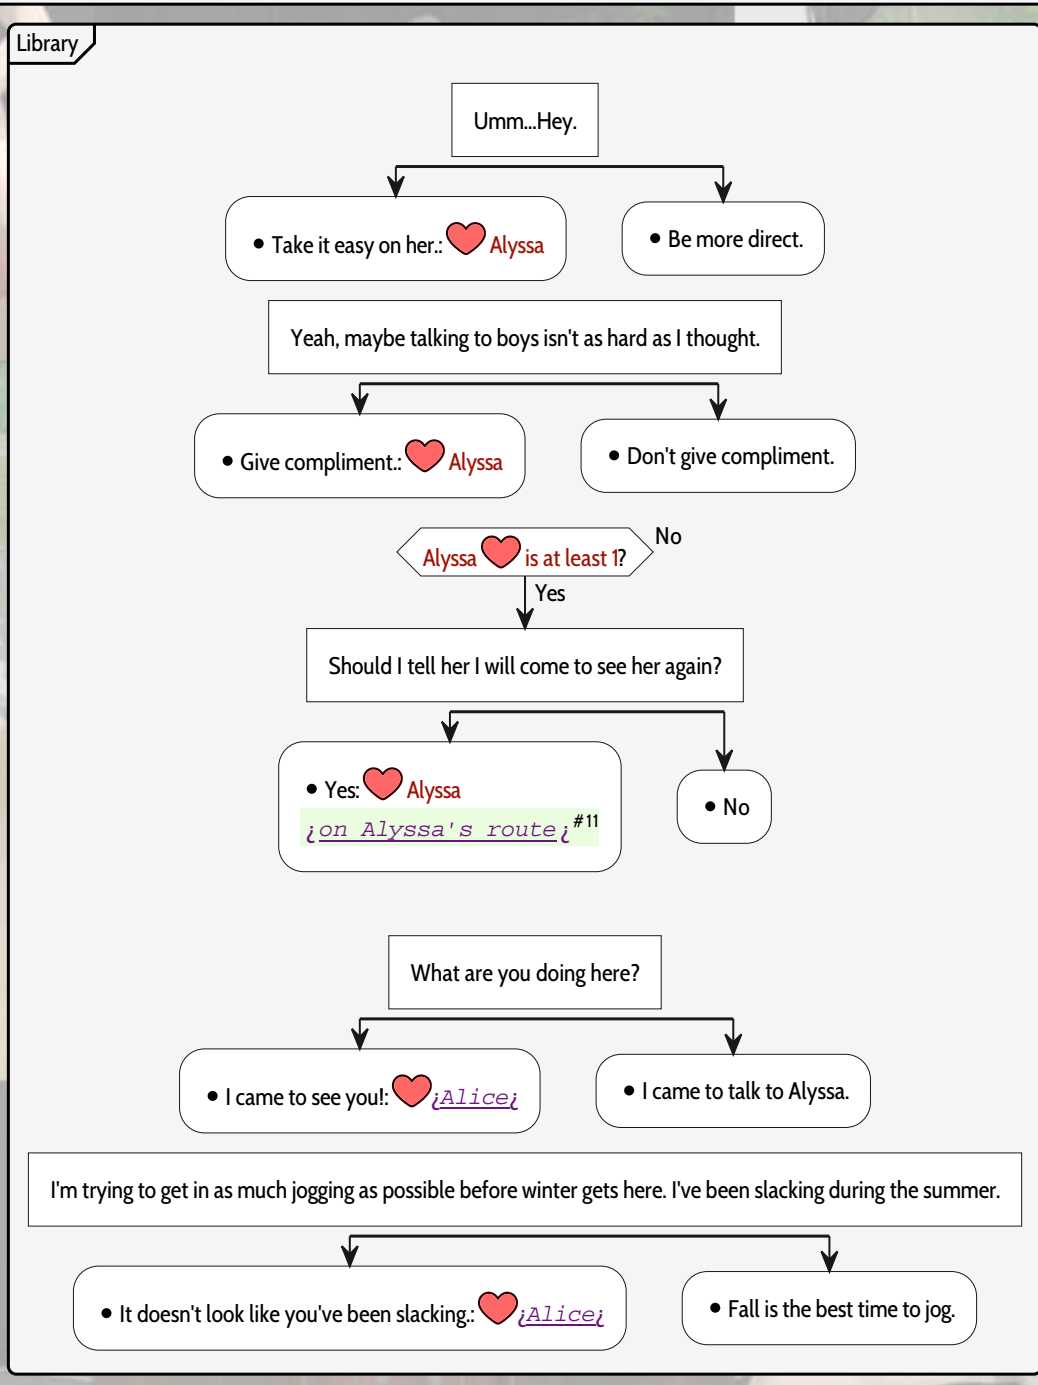 Library
Umm...Hey.
• Take it easy on her.: Alyssa
• Be more direct.
Yeah, maybe talking to boys isn't as hard as I thought.
• Give compliment.: Alyssa
• Don't give compliment.
Alyssa is at least 1?
No
Yes
Should I tell her I will come to see her again?
• Yes: Alyssa
¿on Alyssa's route¿ #11
• No
What are you doing here?
• I came to see you!: ¿Alice¿
• I came to talk to Alyssa.
I'm trying to get in as much jogging as possible before winter gets here. I've been slacking during the summer.
• It doesn't look like you've been slacking.: ¿Alice¿
• Fall is the best time to jog.